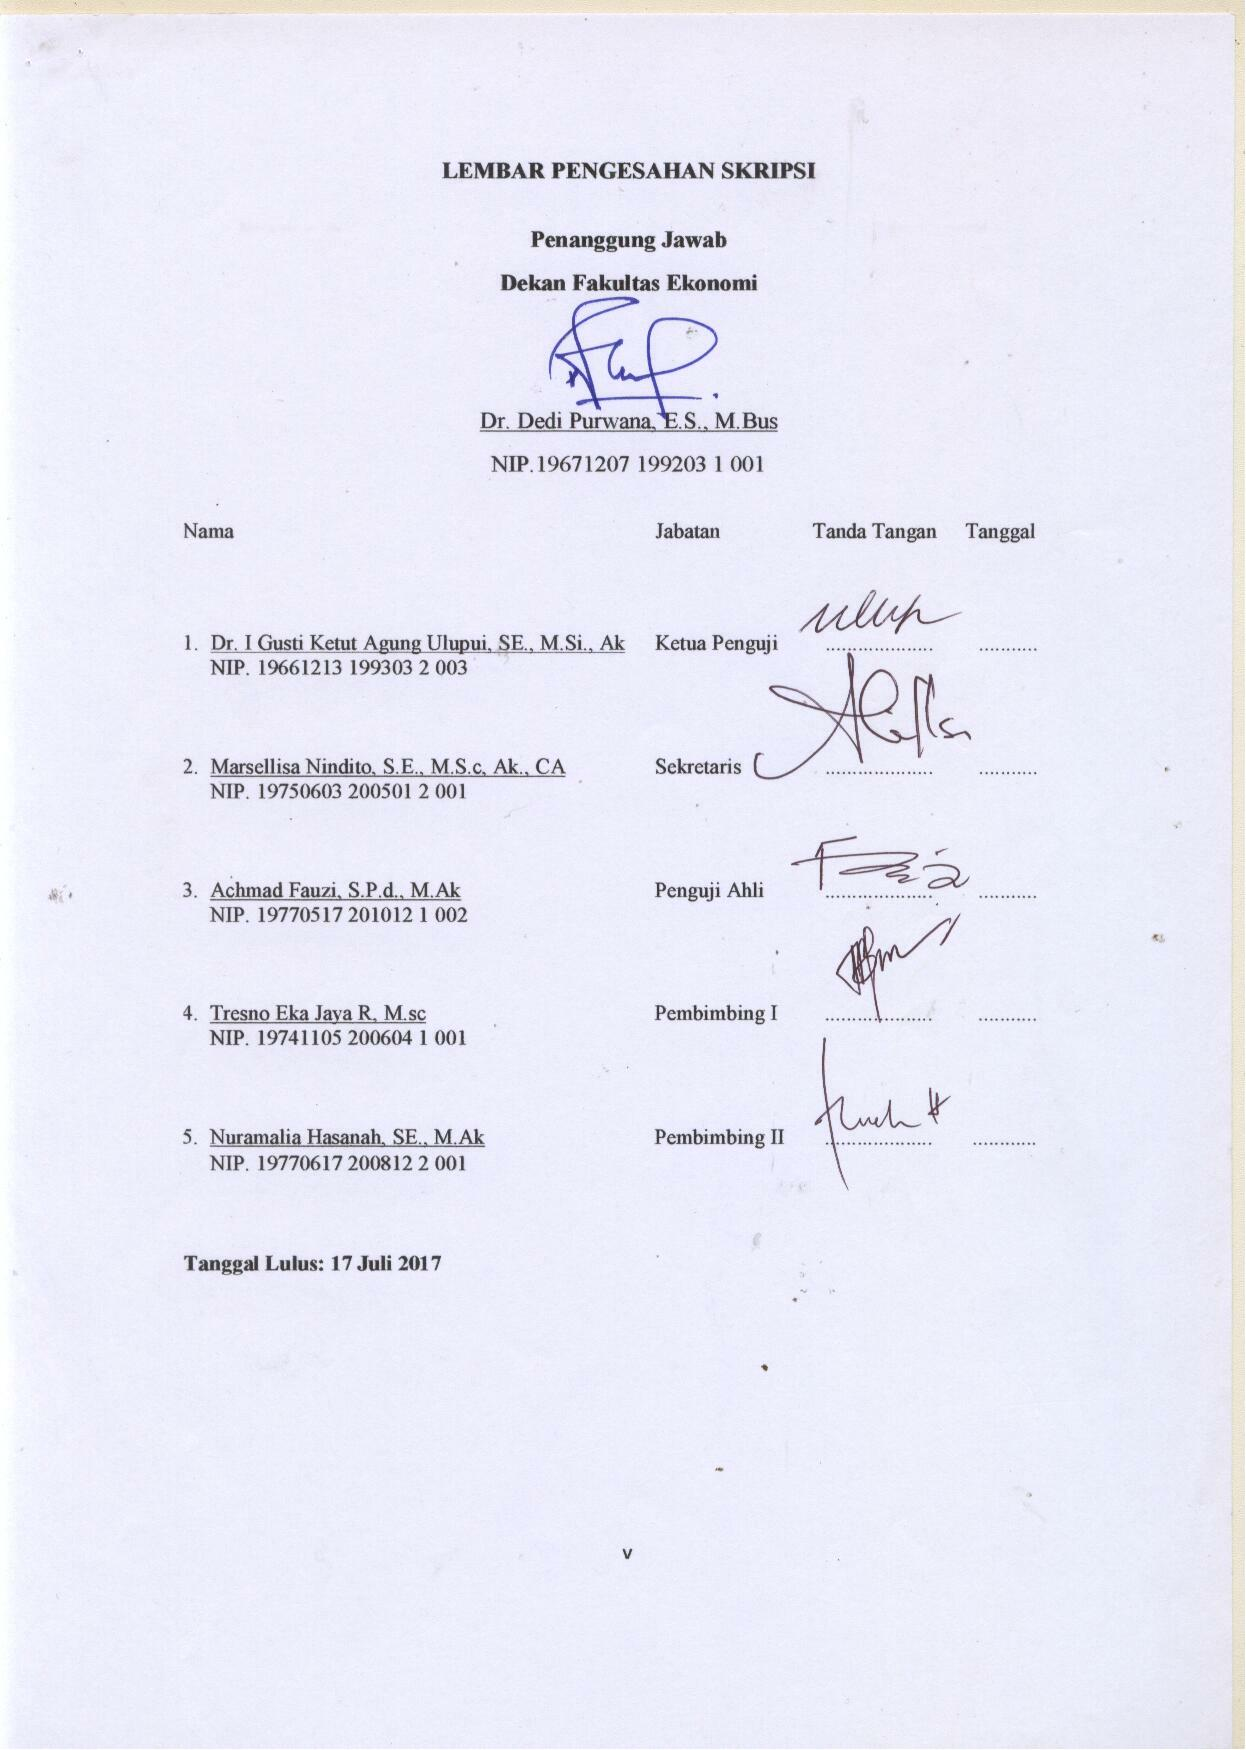 LEMBAR PENGESAHAN SKRIPSI
Penanggung Jawab
Dekan Fakultas Ekonomi
Dr. Dedi Purwana, E.S., M.Bus
NIP.19671207 199203 1 001
Nama Jabatan Tanda Tangan Tanggal
1. Dr. I Gusti Ketut Agung Ulupui, SE., M.Si., Ak Ketua Penguji .................... ...........
NIP. 19661213 199303 2 003
2. Marsellisa Nindito, S.E., M.S.c, Ak., CA Sekretaris .................... ...........
NIP. 19750603 200501 2 001
3. Achmad Fauzi, S.P.d., M.Ak Penguji Ahli .................... ...........
NIP. 19770517 201012 1 002
4. Tresno Eka Jaya R, M.sc Pembimbing I .................... ...........
NIP. 19741105 200604 1 001
5. Nuramalia Hasanah, SE., M.Ak Pembimbing II .................... ............
NIP. 19770617 200812 2 001
Tanggal Lulus: 17 Juli 2017
v